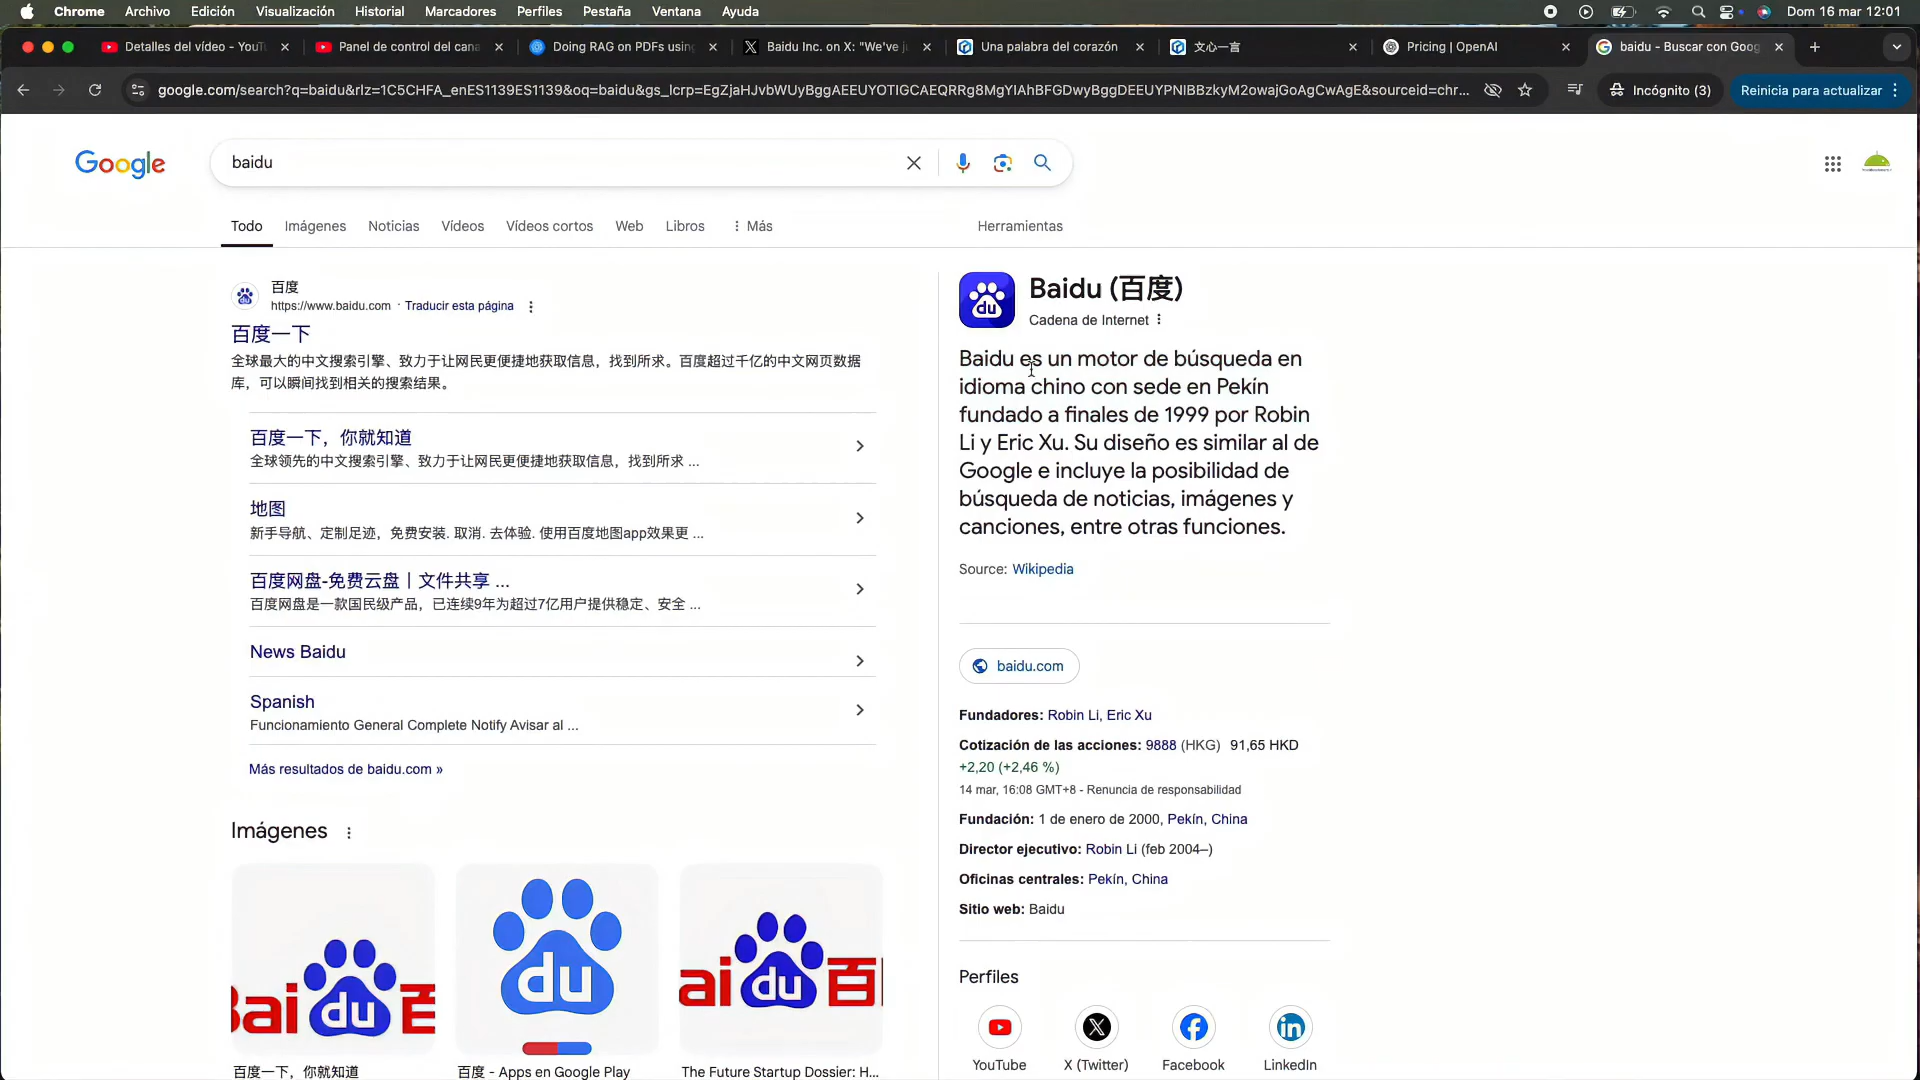 Chrome Archivo Edición Visualización Historial Marcadores Perfiles Pestaña Ventana Ayuda Dom 16 mar 12:01
Detalles del vídeo - YouT Panel de control del cana Doing RAG on PDFs using Baidu Inc. on X: "We've j Una palabra del corazón 文心一言 Pricing | OpenAI baidu - Buscar con Goog
google.com/search?q=baidu&rlz=1C5CHFA_enES1139ES1139&oq=baidu&gs_lcrp=EgZjaHJvbWUyBggAEEUYOTIGCAEQRRg8MgYIAhBFGDwyBggDEEUYPNIBBzkyM2owajGoAgCwAgE&sourceid=chr... Incógnito (3) Reinicia para actualizar
Google
baidu
Todo Imágenes Noticias Vídeos Vídeos cortos Web Libros Más Herramientas
百度
https://www.baidu.com · Traducir esta página
百度一下
全球最大的中文搜索引擎、致力于让网民更便捷地获取信息，找到所求。百度超过千亿的中文网页数据
库，可以瞬间找到相关的搜索结果。
百度一下，你就知道
全球领先的中文搜索引擎、致力于让网民更便捷地获取信息，找到所求 ...
地图
新手导航、定制足迹，免费安装. 取消. 去体验. 使用百度地图app效果更 ...
百度网盘-免费云盘丨文件共享 ...
百度网盘是一款国民级产品，已连续9年为超过7亿用户提供稳定、安全 ...
News Baidu
Spanish
Funcionamiento General Complete Notify Avisar al ...
Más resultados de baidu.com »
Imágenes
Bai du 百
du
ai du 百
百度一下，你就知道
百度 - Apps en Google Play
The Future Startup Dossier: H...
du
Baidu (百度)
Cadena de Internet
Baidu es un motor de búsqueda en
idioma chino con sede en Pekín
fundado a finales de 1999 por Robin
Li y Eric Xu. Su diseño es similar al de
Google e incluye la posibilidad de
búsqueda de noticias, imágenes y
canciones, entre otras funciones.
Source: Wikipedia
baidu.com
Fundadores: Robin Li, Eric Xu
Cotización de las acciones: 9888 (HKG) 91,65 HKD
+2,20 (+2,46 %)
14 mar, 16:08 GMT+8 - Renuncia de responsabilidad
Fundación: 1 de enero de 2000, Pekín, China
Director ejecutivo: Robin Li (feb 2004–)
Oficinas centrales: Pekín, China
Sitio web: Baidu
Perfiles
YouTube X (Twitter) Facebook LinkedIn